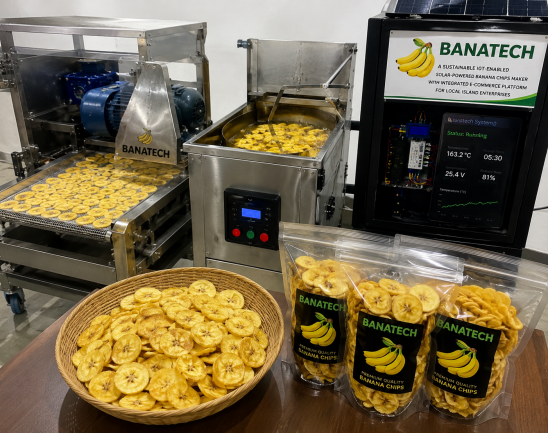 BANATECH
A SUSTAINABLE IOT-ENABLED
SOLAR-POWERED BANANA CHIPS MAKER
WITH INTEGRATED E-COMMERCE PLATFORM
FOR LOCAL ISLAND ENTERPRISES
BANATECH
Banatech Systems
Status: Running
163.2 °C
05:30
25.4 V
81%
Temperature (°C)
BANATECH
PREMIUM QUALITY
BANANA CHIPS
BANATECH
PREMIUM QUALITY
BANANA CHIPS
BANATECH
PREMIUM QUALITY
BANANA CHIPS